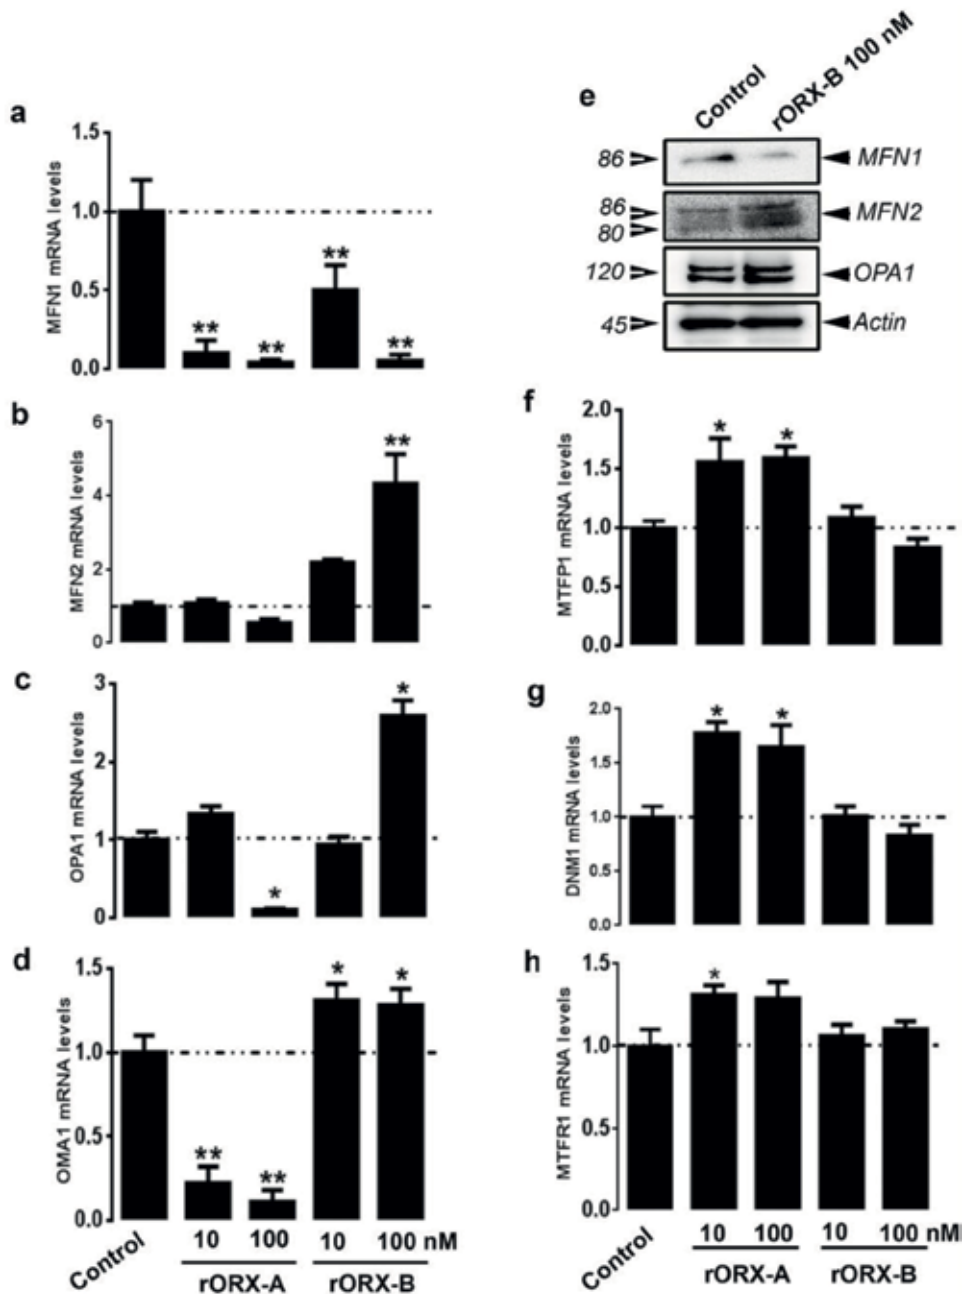 a
MFN1 mRNA levels
1.5
1.0
0.5
0.0
**
**
**
**
b
MFN2 mRNA levels
6
4
2
0
**
c
OPA1 mRNA levels
3
2
1
0
*
*
d
OMA1 mRNA levels
1.5
1.0
0.5
0.0
**
**
*
*
Control
10 100 10 100 nM
rORX-A rORX-B
e
Control rORX-B 100 nM
86 MFN1
86 MFN2
80
120 OPA1
45 Actin
f
MTFP1 mRNA levels
2.0
1.5
1.0
0.5
0.0
*
*
g
DNM1 mRNA levels
2.0
1.5
1.0
0.5
0.0
*
*
h
MTFR1 mRNA levels
1.5
1.0
0.5
0.0
*
Control
10 100 10 100 nM
rORX-A rORX-B